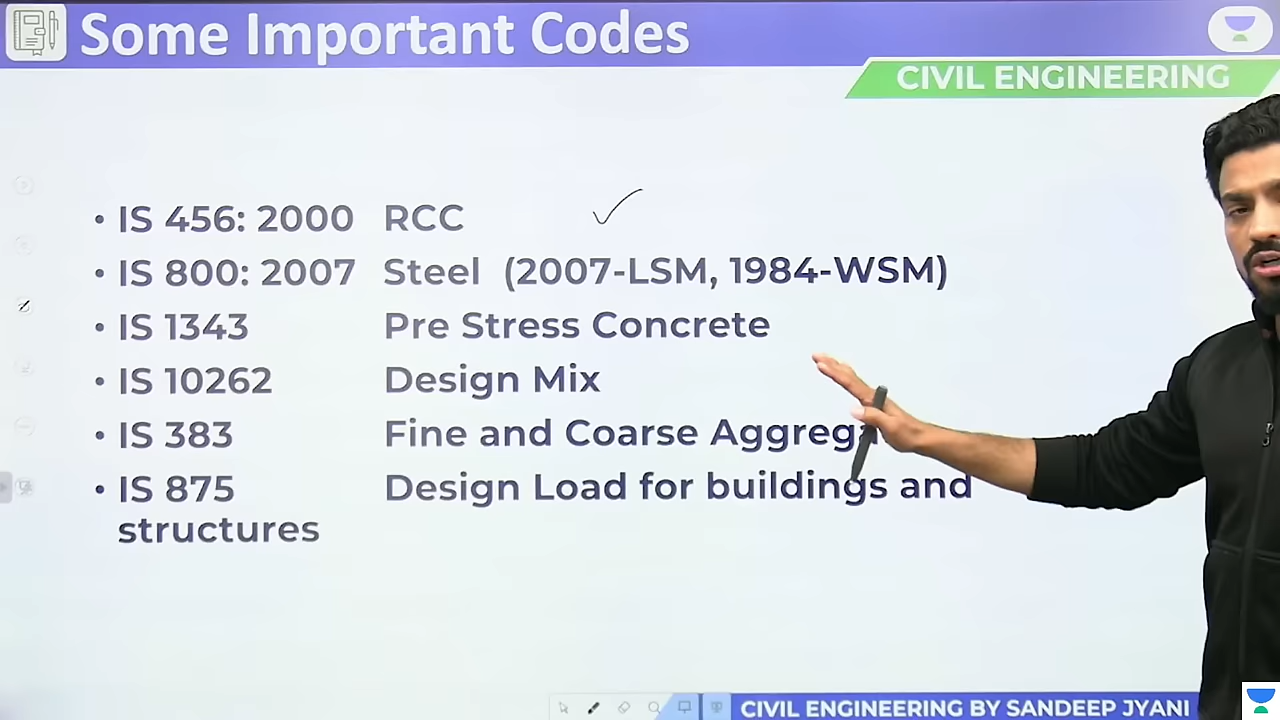 Some Important Codes
CIVIL ENGINEERING
• IS 456: 2000 RCC
• IS 800: 2007 Steel (2007-LSM, 1984-WSM)
• IS 1343 Pre Stress Concrete
• IS 10262 Design Mix
• IS 383 Fine and Coarse
• IS 875 Design Load for buildings and
structures
CIVIL ENGINEERING BY SANDEEP JYANI